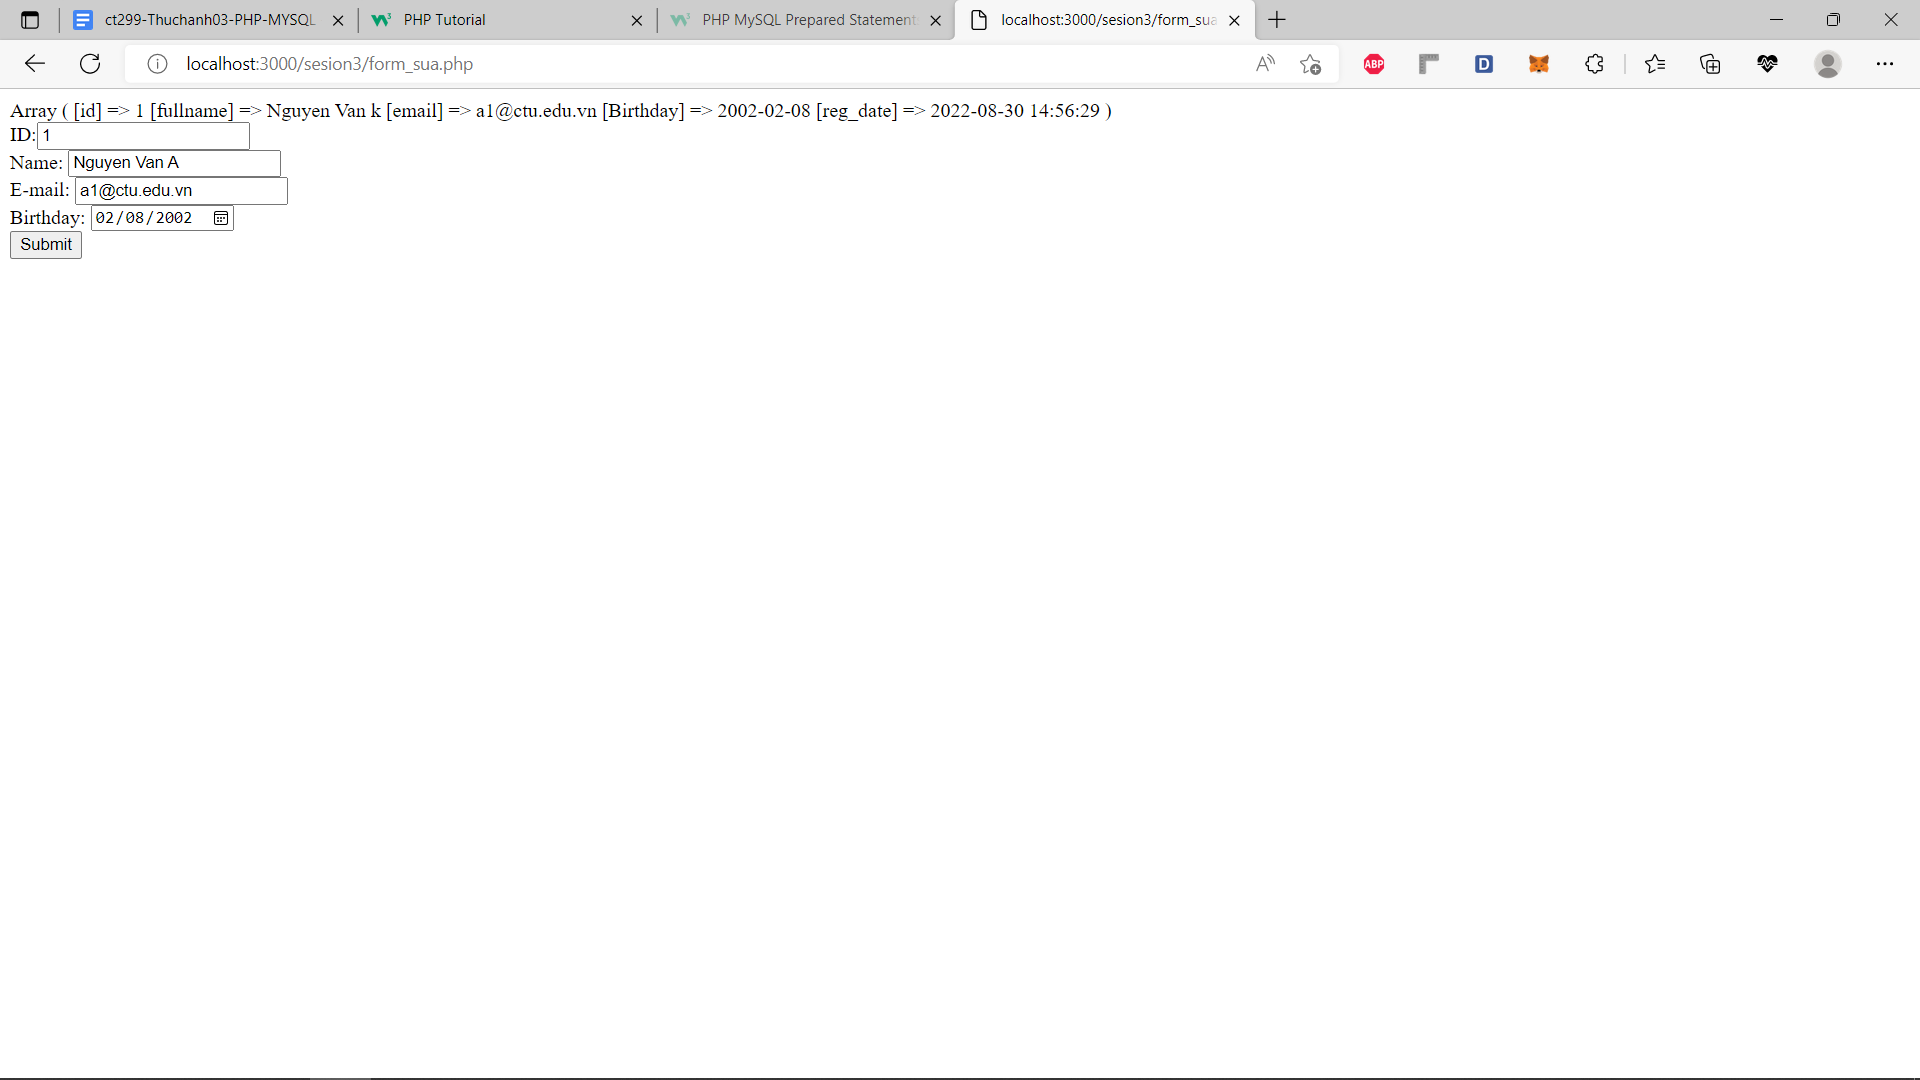 ct299-Thuchanh03-PHP-MYSQL
PHP Tutorial
PHP MySQL Prepared Statement
localhost:3000/sesion3/form_sua
localhost:3000/sesion3/form_sua.php
ABP
D
Array ( [id] => 1 [fullname] => Nguyen Van k [email] => a1@ctu.edu.vn [Birthday] => 2002-02-08 [reg_date] => 2022-08-30 14:56:29 )
ID: 1
Name: Nguyen Van A
E-mail: a1@ctu.edu.vn
Birthday: 02/08/2002
Submit